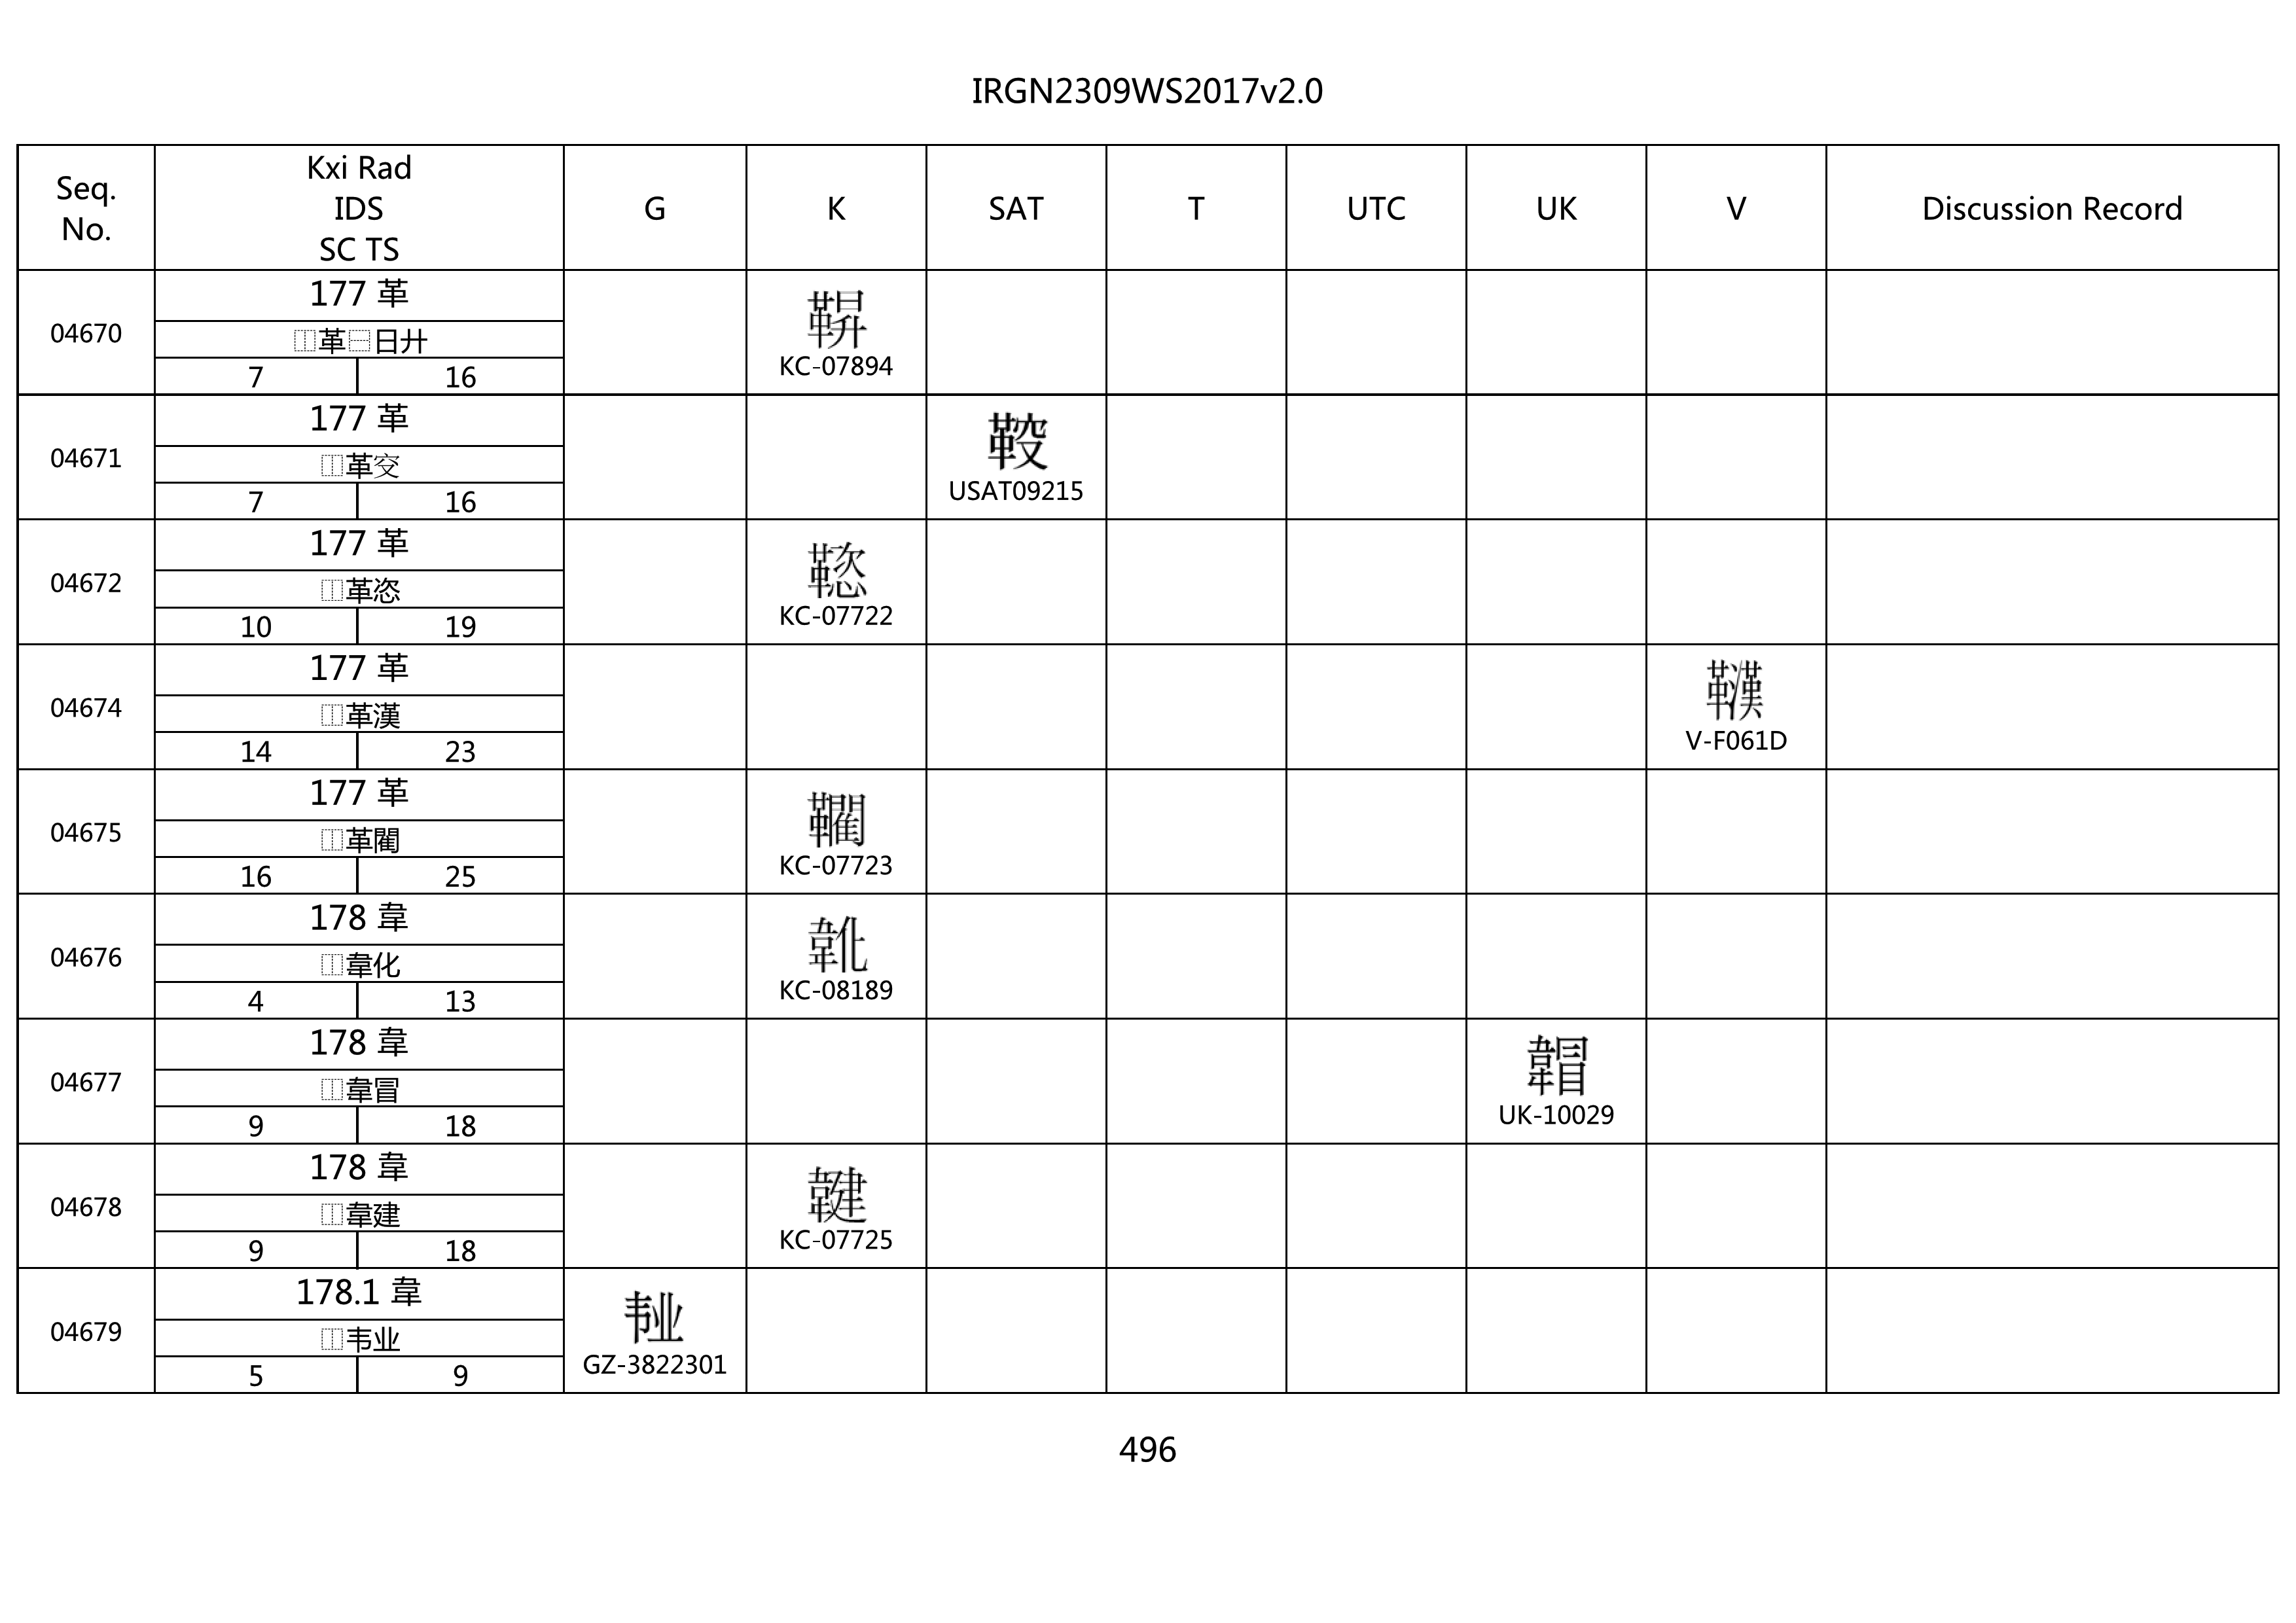 IRGN2309WS2017v2.0
Seq. No.
Kxi Rad
IDS
SC TS
G K SAT T UTC UK V Discussion Record
04670
177 革
⿰革⿱日廾
7 16
KC-07894
04671
177 革
⿰革㝊
7 16
USAT09215
04672
177 革
⿰革恣
10 19
KC-07722
04674
177 革
⿰革漢
14 23
V-F061D
04675
177 革
⿰革閵
16 25
KC-07723
04676
178 韋
⿰韋化
4 13
KC-08189
04677
178 韋
⿰韋冒
9 18
UK-10029
04678
178 韋
⿰韋建
9 18
KC-07725
04679
178.1 韋
⿰韦业
5 9
GZ-3822301
496